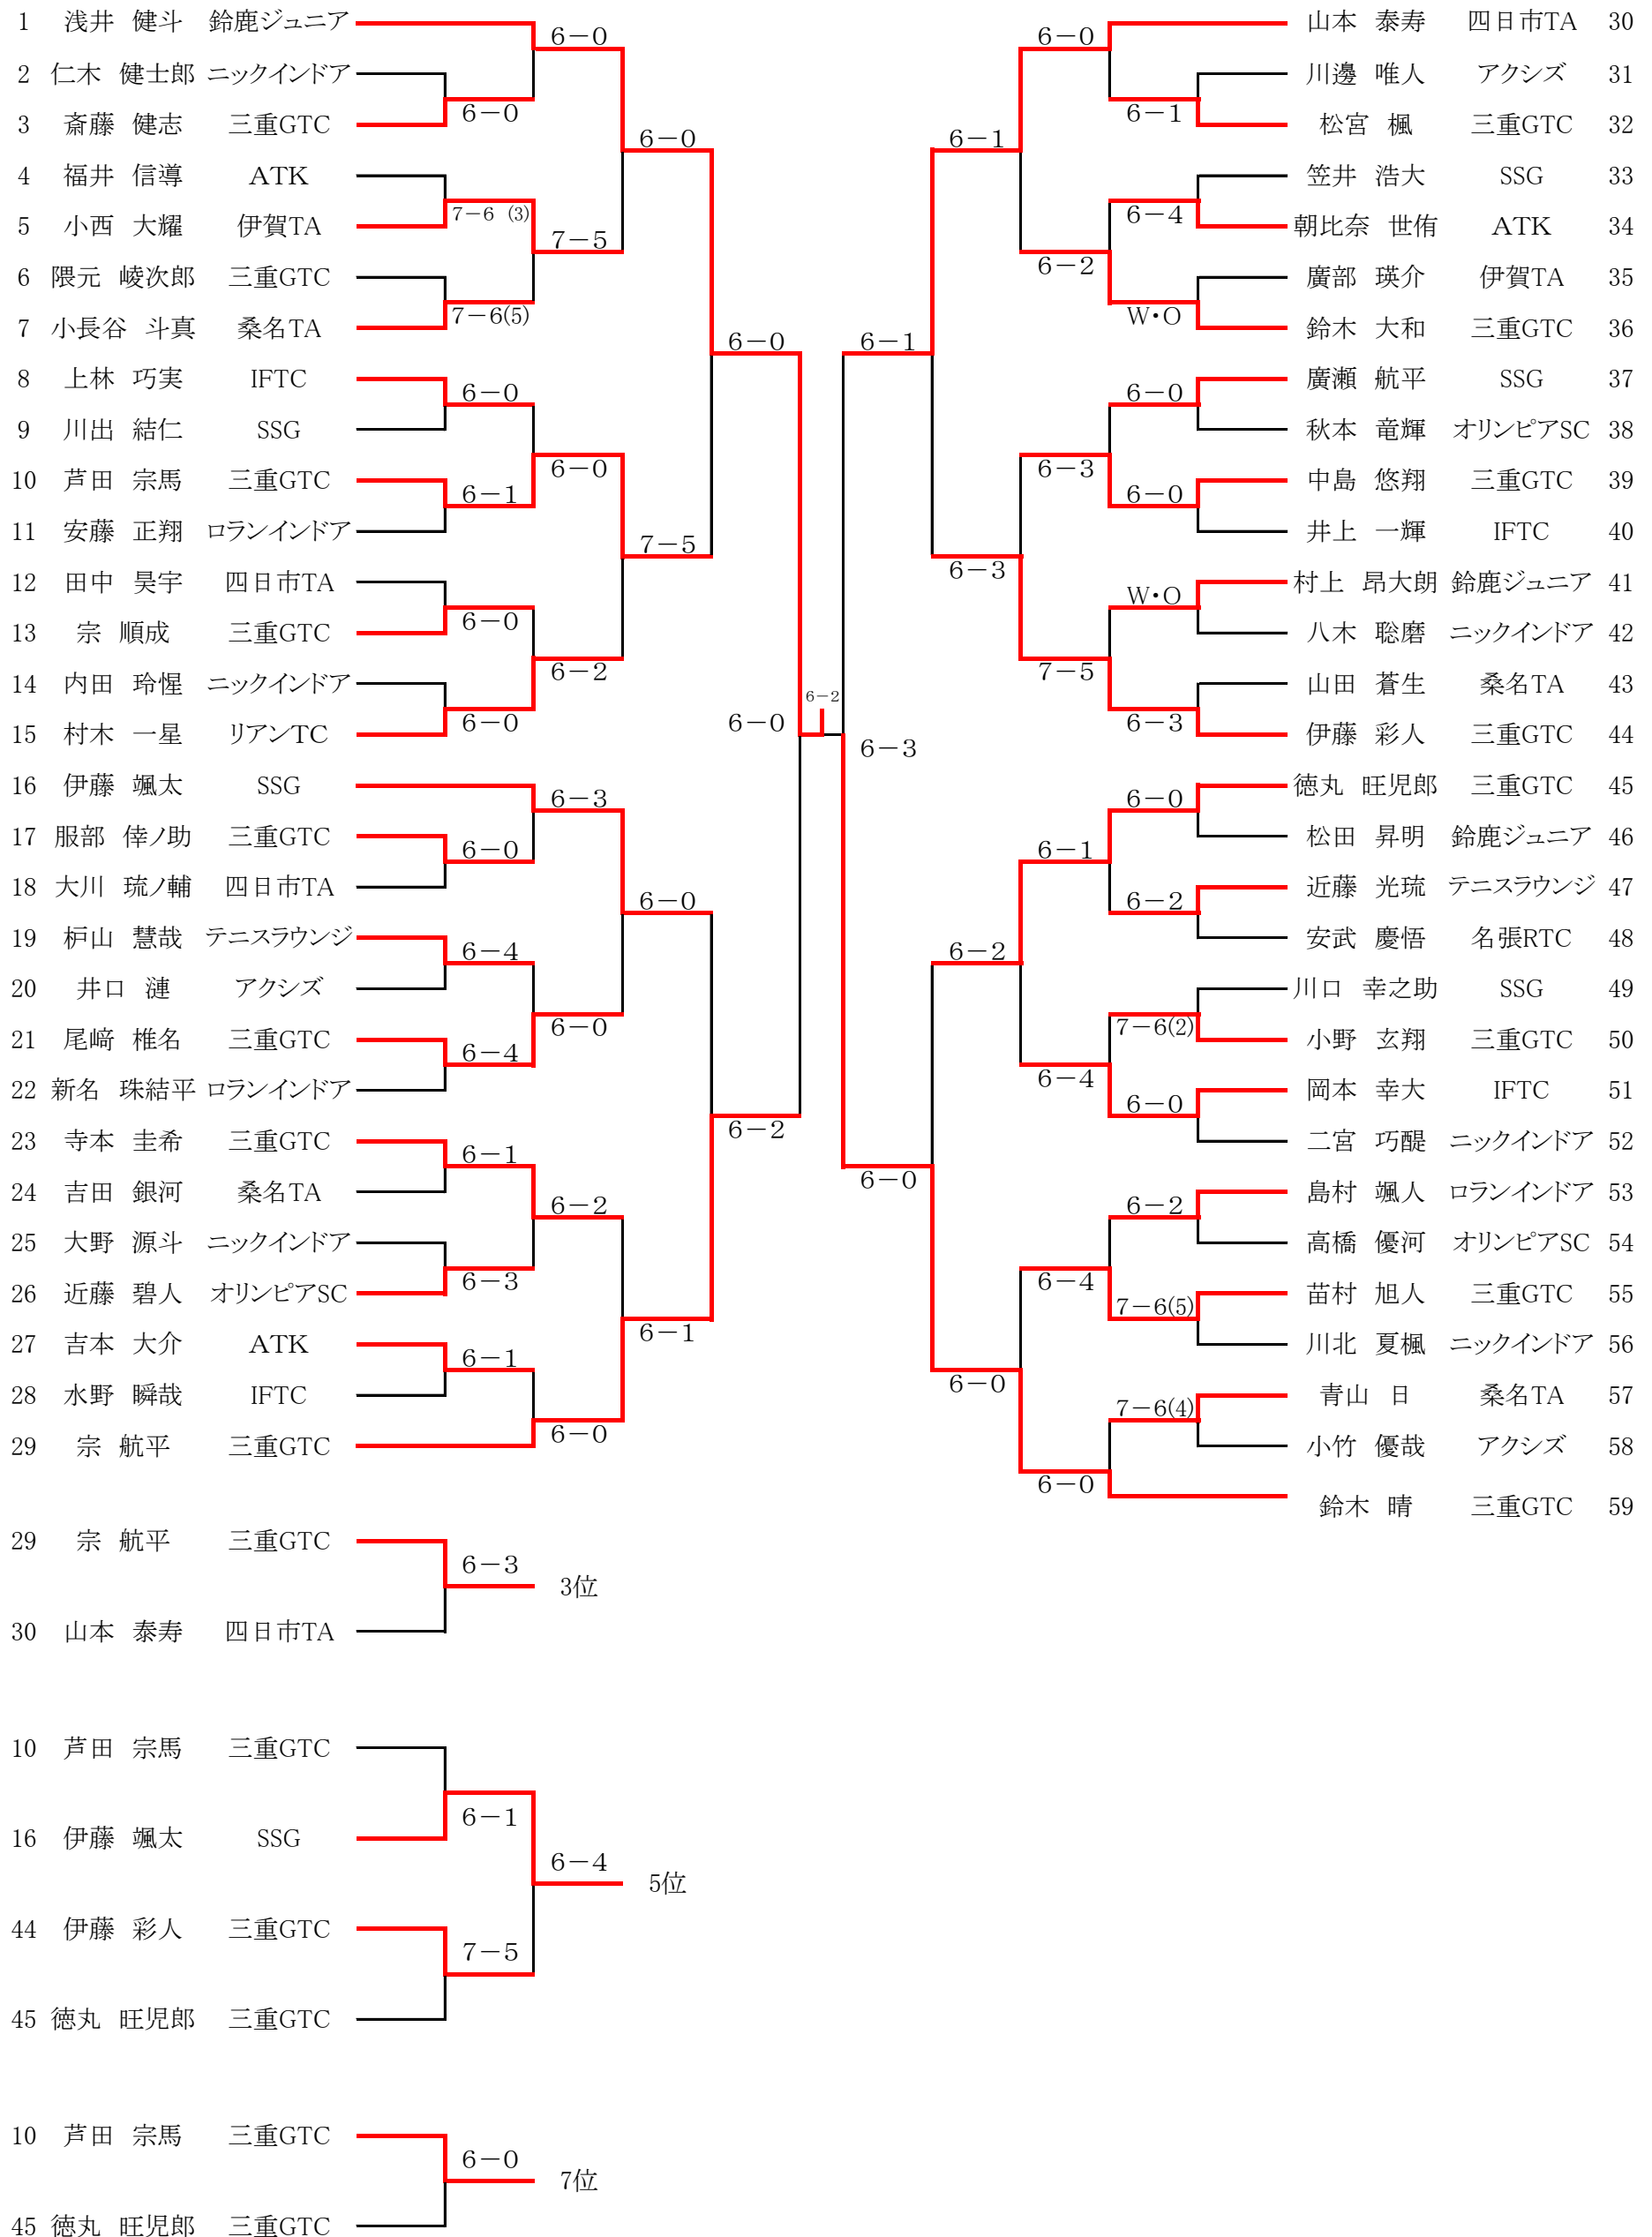 1 浅井 健斗 鈴鹿ジュニア
6-0
2 仁木 健士郎 ニックインドア
6-0
3 斎藤 健志 三重GTC
6-0
4 福井 信導 ATK
7-6 (3)
5 小西 大耀 伊賀TA
7-5
6 隈元 崚次郎 三重GTC
7-6(5)
7 小長谷 斗真 桑名TA
6-0
8 上林 巧実 IFTC
6-0
9 川出 結仁 SSG
6-0
10 芦田 宗馬 三重GTC
6-1
11 安藤 正翔 ロランインドア
7-5
12 田中 昊宇 四日市TA
6-0
13 宗 順成 三重GTC
6-2
14 内田 玲惺 ニックインドア
6-0
15 村木 一星 リアンTC
6-0
6-2
16 伊藤 颯太 SSG
6-3
17 服部 倖ノ助 三重GTC
6-0
18 大川 琉ノ輔 四日市TA
6-0
19 枦山 慧哉 テニスラウンジ
6-4
20 井口 漣 アクシズ
6-0
21 尾﨑 椎名 三重GTC
6-4
22 新名 珠結平 ロランインドア
6-2
23 寺本 圭希 三重GTC
6-1
24 吉田 銀河 桑名TA
6-2
25 大野 源斗 ニックインドア
6-3
26 近藤 碧人 オリンピアSC
6-1
27 吉本 大介 ATK
6-1
28 水野 瞬哉 IFTC
6-0
29 宗 航平 三重GTC
山本 泰寿 四日市TA 30
6-0
川邊 唯人 アクシズ 31
6-1
松宮 楓 三重GTC 32
6-1
笠井 浩大 SSG 33
6-4
朝比奈 世侑 ATK 34
6-2
廣部 瑛介 伊賀TA 35
W・O
鈴木 大和 三重GTC 36
6-1
廣瀬 航平 SSG 37
6-0
秋本 竜輝 オリンピアSC 38
6-3
中島 悠翔 三重GTC 39
6-0
井上 一輝 IFTC 40
6-3
村上 昂大朗 鈴鹿ジュニア 41
W・O
八木 聡磨 ニックインドア 42
7-5
山田 蒼生 桑名TA 43
6-3
伊藤 彩人 三重GTC 44
6-3
徳丸 旺児郎 三重GTC 45
6-0
松田 昇明 鈴鹿ジュニア 46
6-1
近藤 光琉 テニスラウンジ 47
6-2
安武 慶悟 名張RTC 48
6-2
川口 幸之助 SSG 49
7-6(2)
小野 玄翔 三重GTC 50
6-4
岡本 幸大 IFTC 51
6-0
二宮 巧醍 ニックインドア 52
6-0
島村 颯人 ロランインドア 53
6-2
高橋 優河 オリンピアSC 54
6-4
苗村 旭人 三重GTC 55
7-6(5)
川北 夏楓 ニックインドア 56
6-0
青山 日 桑名TA 57
7-6(4)
小竹 優哉 アクシズ 58
6-0
鈴木 晴 三重GTC 59
29 宗 航平 三重GTC
6-3
3位
30 山本 泰寿 四日市TA
10 芦田 宗馬 三重GTC
6-1
16 伊藤 颯太 SSG
6-4
5位
44 伊藤 彩人 三重GTC
7-5
45 徳丸 旺児郎 三重GTC
10 芦田 宗馬 三重GTC
6-0
7位
45 徳丸 旺児郎 三重GTC